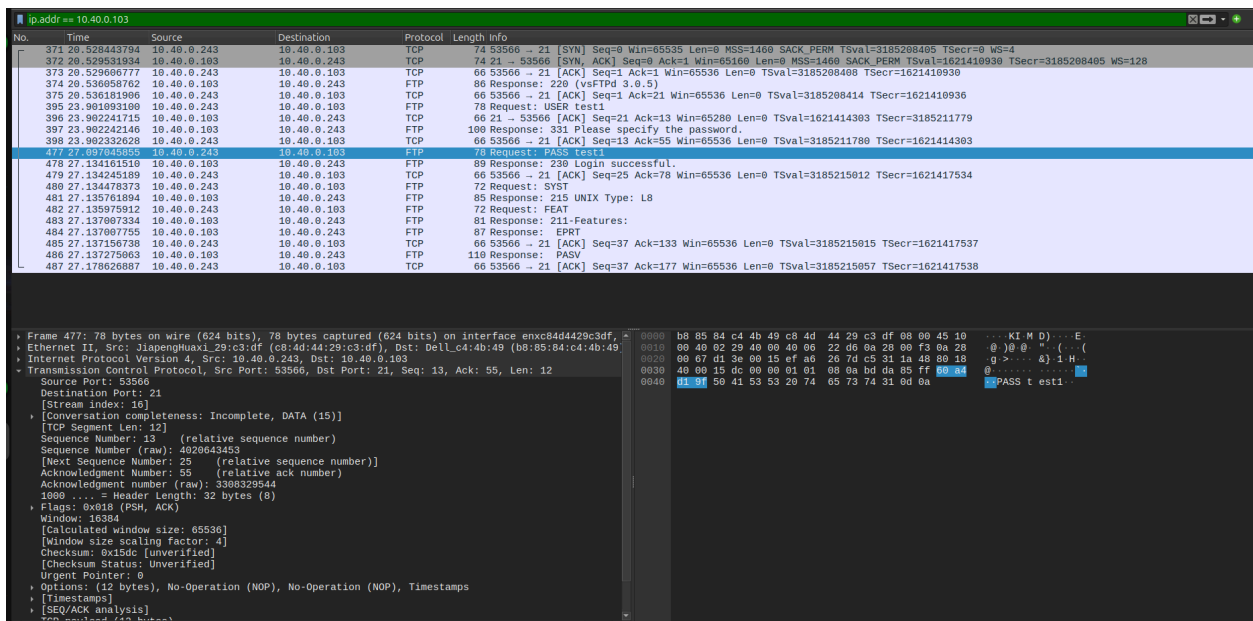 ip.addr == 10.40.0.103
No. Time Source Destination Protocol Length Info
371 20.528443794 10.40.0.243 10.40.0.103 TCP 74 53566 → 21 [SYN] Seq=0 Win=65535 Len=0 MSS=1460 SACK_PERM TSval=3185208405 TSecr=0 WS=4
372 20.529531934 10.40.0.103 10.40.0.243 TCP 74 21 → 53566 [SYN, ACK] Seq=0 Ack=1 Win=65160 Len=0 MSS=1460 SACK_PERM TSval=1621410930 TSecr=3185208405 WS=128
373 20.529606777 10.40.0.243 10.40.0.103 TCP 66 53566 → 21 [ACK] Seq=1 Ack=1 Win=65536 Len=0 TSval=3185208408 TSecr=1621410930
374 20.536058762 10.40.0.103 10.40.0.243 FTP 86 Response: 220 (vsFTPd 3.0.5)
375 20.536181906 10.40.0.243 10.40.0.103 TCP 66 53566 → 21 [ACK] Seq=1 Ack=21 Win=65536 Len=0 TSval=3185208414 TSecr=1621410936
395 23.901093100 10.40.0.243 10.40.0.103 FTP 78 Request: USER test1
396 23.902241715 10.40.0.103 10.40.0.243 TCP 66 21 → 53566 [ACK] Seq=21 Ack=13 Win=65280 Len=0 TSval=1621414303 TSecr=3185211779
397 23.902242146 10.40.0.103 10.40.0.243 FTP 100 Response: 331 Please specify the password.
398 23.902332628 10.40.0.243 10.40.0.103 TCP 66 53566 → 21 [ACK] Seq=13 Ack=55 Win=65536 Len=0 TSval=3185211780 TSecr=1621414303
477 27.097045855 10.40.0.243 10.40.0.103 FTP 78 Request: PASS test1
478 27.134161510 10.40.0.103 10.40.0.243 FTP 89 Response: 230 Login successful.
479 27.134245189 10.40.0.243 10.40.0.103 TCP 66 53566 → 21 [ACK] Seq=25 Ack=78 Win=65536 Len=0 TSval=3185215012 TSecr=1621417534
480 27.134478373 10.40.0.243 10.40.0.103 FTP 72 Request: SYST
481 27.135761894 10.40.0.103 10.40.0.243 FTP 85 Response: 215 UNIX Type: L8
482 27.135975912 10.40.0.243 10.40.0.103 FTP 72 Request: FEAT
483 27.137007334 10.40.0.103 10.40.0.243 FTP 81 Response: 211-Features:
484 27.137007755 10.40.0.103 10.40.0.243 FTP 87 Response: EPRT
485 27.137156738 10.40.0.243 10.40.0.103 TCP 66 53566 → 21 [ACK] Seq=37 Ack=133 Win=65536 Len=0 TSval=3185215015 TSecr=1621417537
486 27.137275063 10.40.0.103 10.40.0.243 FTP 110 Response: PASV
487 27.178626887 10.40.0.243 10.40.0.103 TCP 66 53566 → 21 [ACK] Seq=37 Ack=177 Win=65536 Len=0 TSval=3185215057 TSecr=1621417538
Frame 477: 78 bytes on wire (624 bits), 78 bytes captured (624 bits) on interface enxc84d4429c3df,
Ethernet II, Src: JiapengHuaxi_29:c3:df (c8:4d:44:29:c3:df), Dst: Dell_c4:4b:49 (b8:85:84:c4:4b:49
Internet Protocol Version 4, Src: 10.40.0.243, Dst: 10.40.0.103
Transmission Control Protocol, Src Port: 53566, Dst Port: 21, Seq: 13, Ack: 55, Len: 12
Source Port: 53566
Destination Port: 21
[Stream index: 16]
[Conversation completeness: Incomplete, DATA (15)]
[TCP Segment Len: 12]
Sequence Number: 13 (relative sequence number)
Sequence Number (raw): 4020643453
[Next Sequence Number: 25 (relative sequence number)]
Acknowledgment Number: 55 (relative ack number)
Acknowledgment number (raw): 3308329544
1000 .... = Header Length: 32 bytes (8)
Flags: 0x018 (PSH, ACK)
Window: 16384
[Calculated window size: 65536]
[Window size scaling factor: 4]
Checksum: 0x15dc [unverified]
[Checksum Status: Unverified]
Urgent Pointer: 0
Options: (12 bytes), No-Operation (NOP), No-Operation (NOP), Timestamps
[Timestamps]
[SEQ/ACK analysis]
TCP payload (12 bytes)
0000 b8 85 84 c4 4b 49 c8 4d 44 29 c3 df 08 00 45 10 ····KI·M D)····E·
0010 00 40 02 29 40 00 40 06 22 d6 0a 28 00 f3 0a 28 ·@·)@·@· "··(···(
0020 00 67 d1 3e 00 15 ef a6 26 7d c5 31 1a 48 80 18 ·g·>···· &}·1·H··
0030 40 00 15 dc 00 00 01 01 08 0a bd da 85 ff 60 a4 @······· ······`·
0040 d1 9f 50 41 53 53 20 74 65 73 74 31 0d 0a ··PASS t est1··